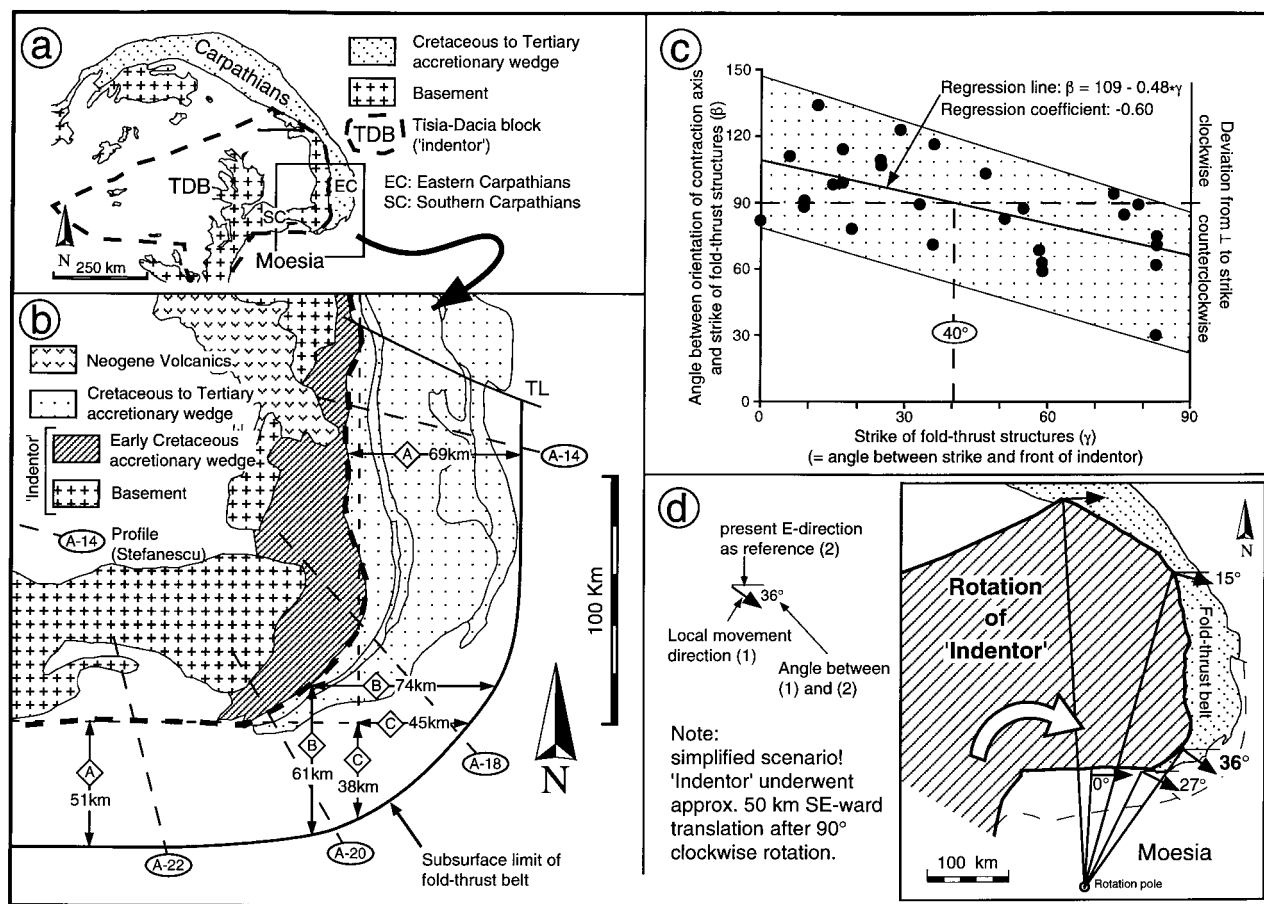 a
Carpathians
TDB
EC
SC
Moesia
N
250 km
Cretaceous to Tertiary
accretionary wedge
Basement
TDB
Tisia-Dacia block
('indentor')
EC: Eastern Carpathians
SC: Southern Carpathians
b
Neogene Volcanics
Cretaceous to Tertiary
accretionary wedge
'Indentor'
Early Cretaceous
accretionary wedge
Basement
A-14
Profile
(Stefanescu)
TL
A
69km
A-14
100 Km
B
74km
C
45km
A
51km
B
61km
C
38km
A-18
N
A-22
A-20
Subsurface limit of
fold-thrust belt
c
Angle between orientation of contraction axis
and strike of fold-thrust structures (β)
150
120
90
60
30
0
30
60
90
Regression line: β = 109 - 0.48*γ
Regression coefficient: -0.60
40°
Deviation from ⊥ to strike
clockwise
counterclockwise
Strike of fold-thrust structures (γ)
(= angle between strike and front of indentor)
d
present E-direction
as reference (2)
36°
Local movement
direction (1)
Angle between
(1) and (2)
Note:
simplified scenario!
'Indentor' underwent
approx. 50 km SE-ward
translation after 90°
clockwise rotation.
N
Rotation
of
'Indentor'
15°
Fold-thrust belt
36°
0°
27°
Moesia
100 km
Rotation pole